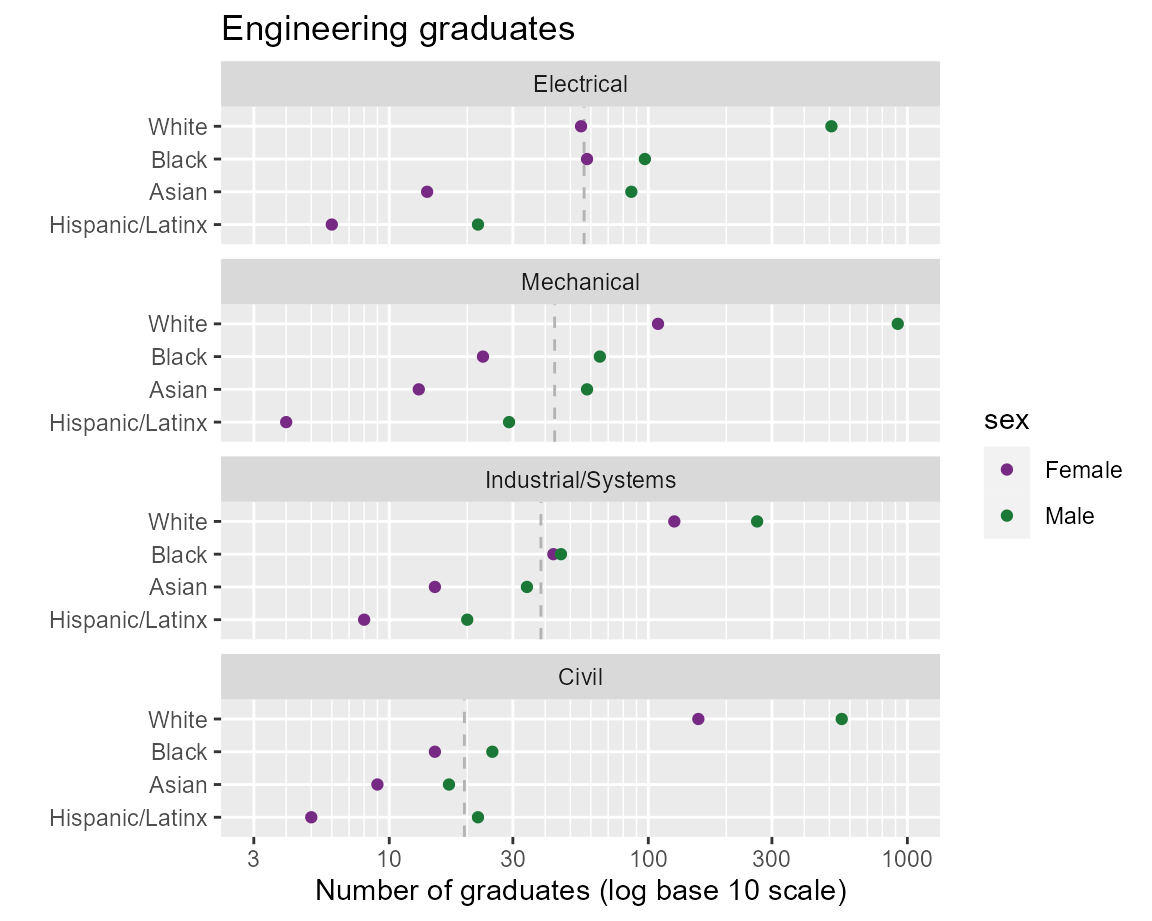 Engineering graduates
Electrical
White
Black
Asian
Hispanic/Latinx
Mechanical
White
Black
Asian
Hispanic/Latinx
Industrial/Systems
White
Black
Asian
Hispanic/Latinx
Civil
White
Black
Asian
Hispanic/Latinx
3 10 30 100 300 1000
Number of graduates (log base 10 scale)
sex
Female
Male